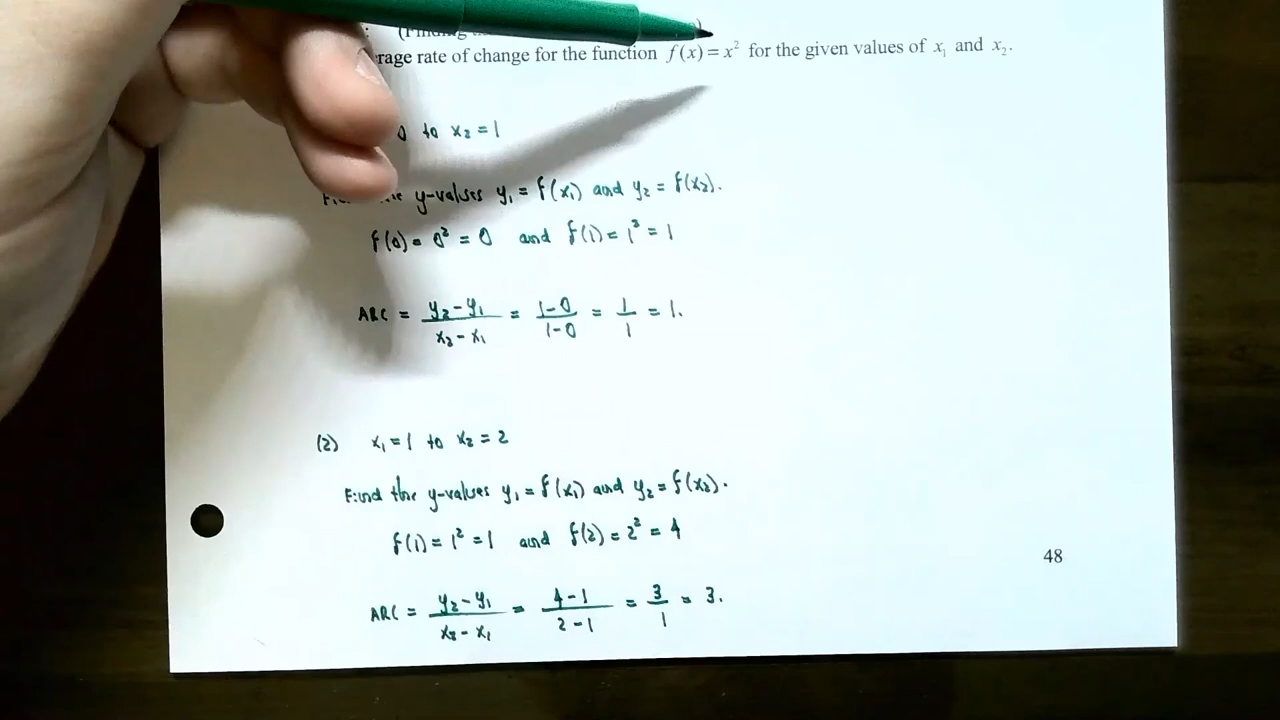 : (Finding
rage rate of change for the function f(x) = x² for the given values of x₁ and x₂.
0 to x₂ = 1
the y-values y₁ = f(x₁) and y₂ = f(x₂).
f(0) = 0² = 0 and f(1) = 1² = 1
ARC = (y₂ - y₁)/(x₂ - x₁) = (1-0)/(1-0) = 1/1 = 1.
(2) x₁ = 1 to x₂ = 2
Find the y-values y₁ = f(x₁) and y₂ = f(x₂).
f(1) = 1² = 1 and f(2) = 2² = 4
48
ARC = (y₂ - y₁)/(x₂ - x₁) = (4-1)/(2-1) = 3/1 = 3.